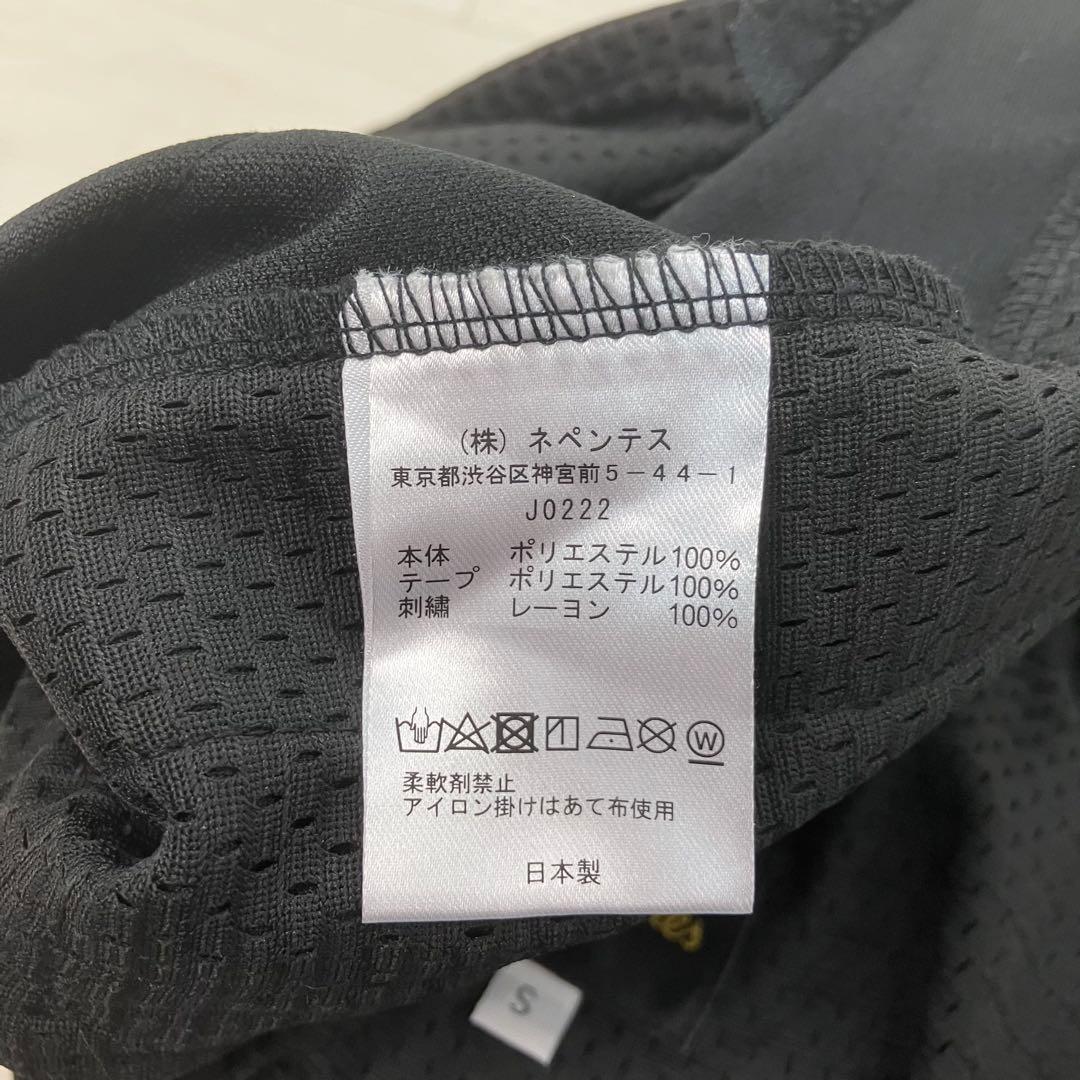 (株) ネペンテス
東京都渋谷区神宮前5-44-1
J0222
本体 ポリエステル100%
テープ ポリエステル100%
刺繍 レーヨン 100%
W
柔軟剤禁止
アイロン掛けはあて布使用
日本製
S